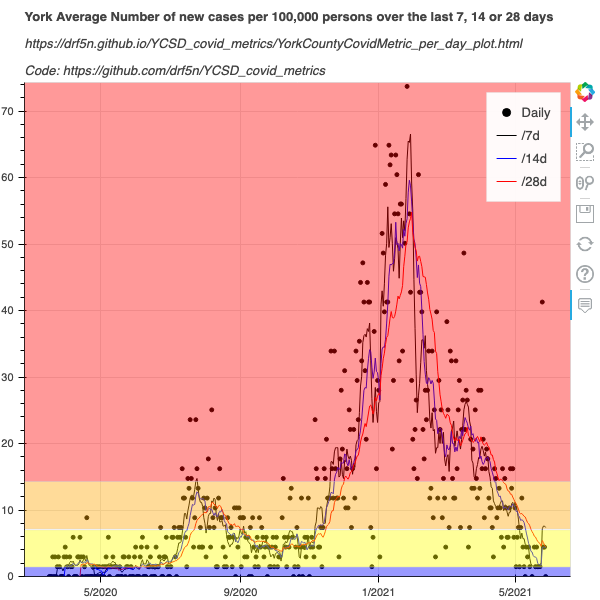 York Average Number of new cases per 100,000 persons over the last 7, 14 or 28 days
https://drf5n.github.io/YCSD_covid_metrics/YorkCountyCovidMetric_per_day_plot.html
Code: https://github.com/drf5n/YCSD_covid_metrics
Daily
/7d
/14d
/28d
70
60
50
40
30
20
10
0
5/2020 9/2020 1/2021 5/2021